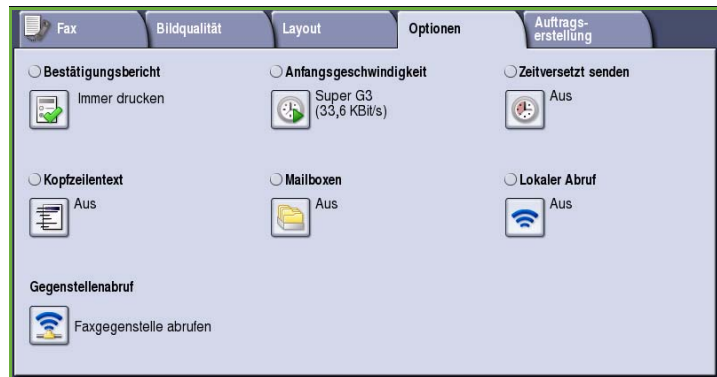 Fax
Bildqualität
Layout
Optionen
Auftrags-
erstellung
Bestätigungsbericht
Immer drucken
Anfangsgeschwindigkeit
Super G3
(33,6 KBit/s)
Zeitversetzt senden
Aus
Kopfzeilentext
Aus
Mailboxen
Aus
Lokaler Abruf
Aus
Gegenstellenabruf
Faxgegenstelle abrufen